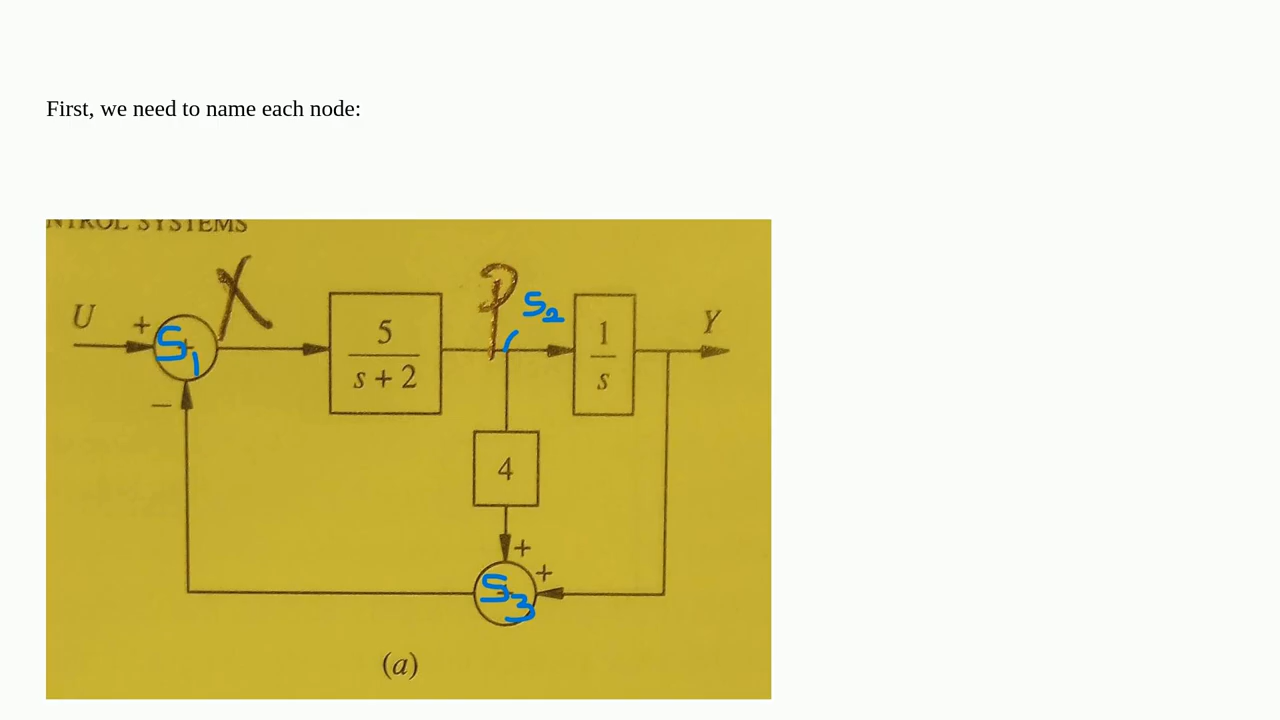 First, we need to name each node:
NTROL SYSTEMS
X
P
S2
U
+
S1
5
s + 2
1
s
Y
−
4
+
+
S3
(a)